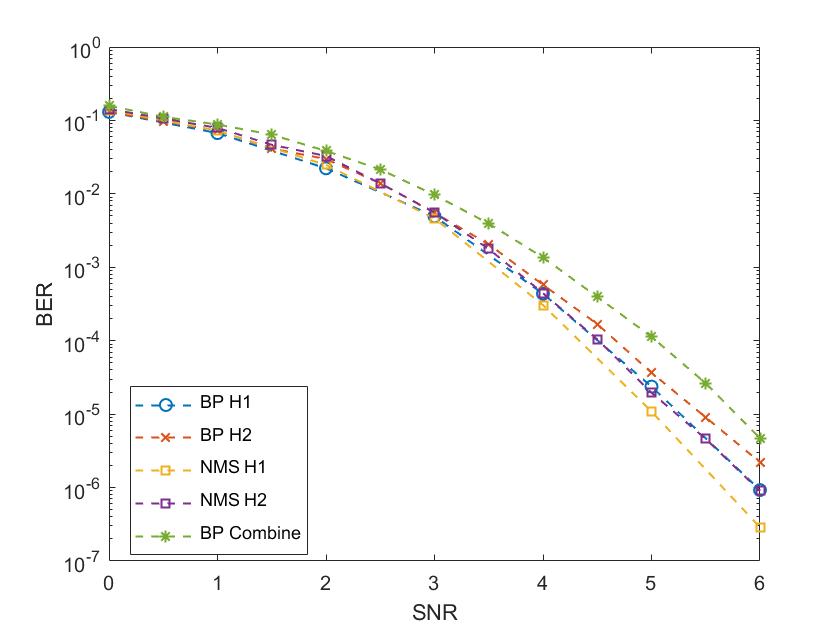 10^0
10^-1
10^-2
10^-3
10^-4
10^-5
10^-6
10^-7
BER
BP H1
BP H2
NMS H1
NMS H2
BP Combine
0 1 2 3 4 5 6
SNR